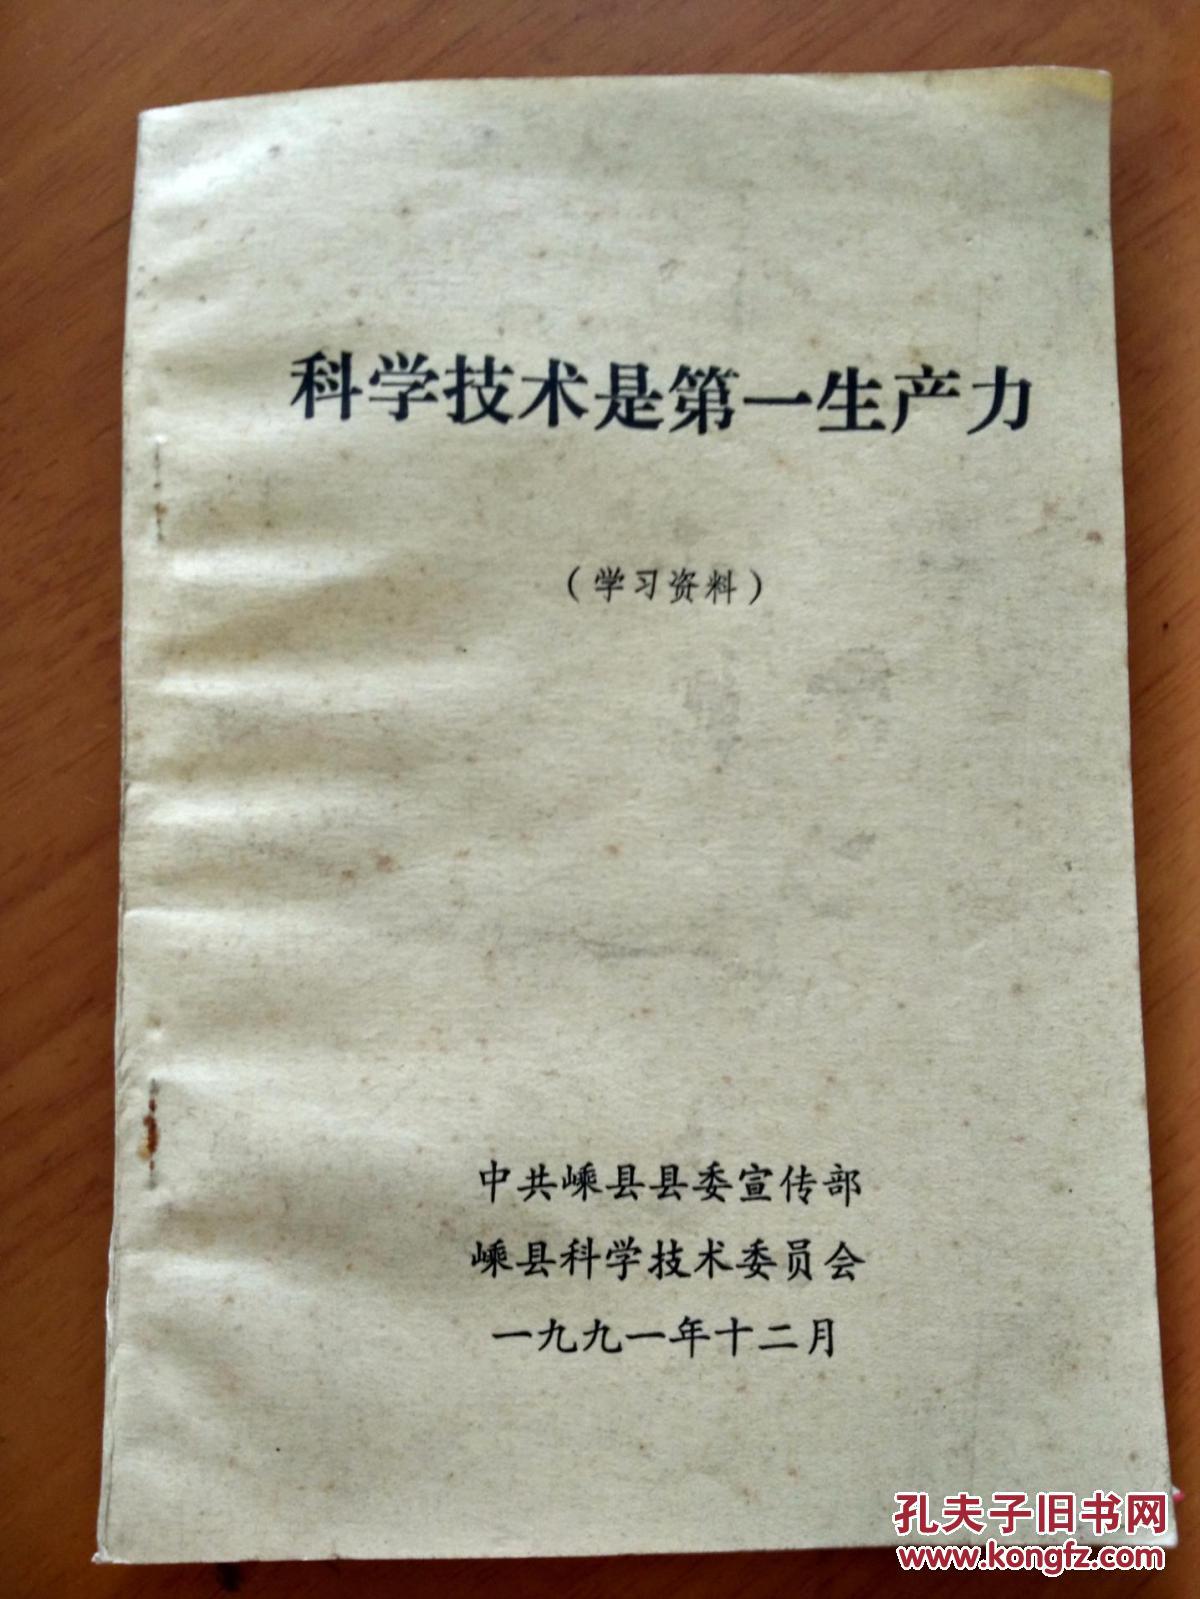 科学技术是第一生产力
（学习资料）
中共嵊县县委宣传部
嵊县科学技术委员会
一九九一年十二月
孔夫子旧书网
www.kongfz.com